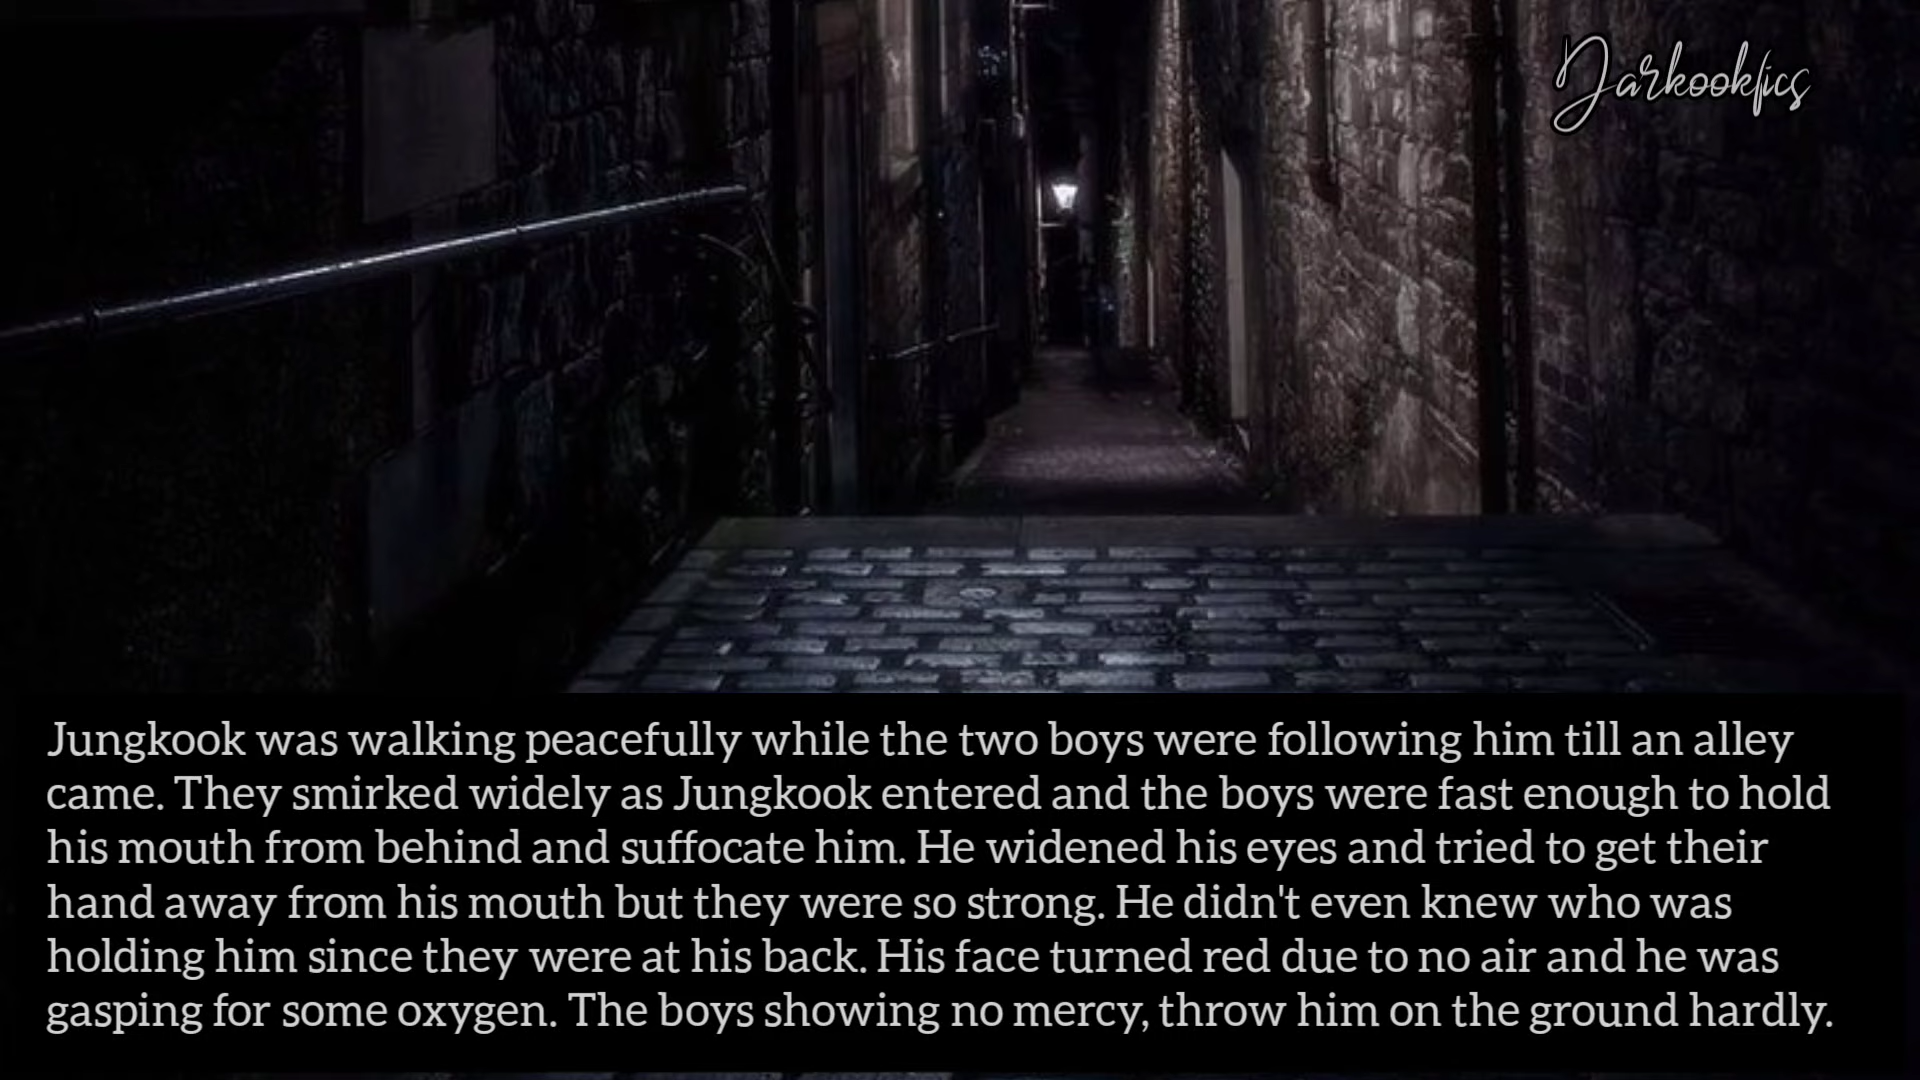 Darkookfics
Jungkook was walking peacefully while the two boys were following him till an alley
came. They smirked widely as Jungkook entered and the boys were fast enough to hold
his mouth from behind and suffocate him. He widened his eyes and tried to get their
hand away from his mouth but they were so strong. He didn't even knew who was
holding him since they were at his back. His face turned red due to no air and he was
gasping for some oxygen. The boys showing no mercy, throw him on the ground hardly.